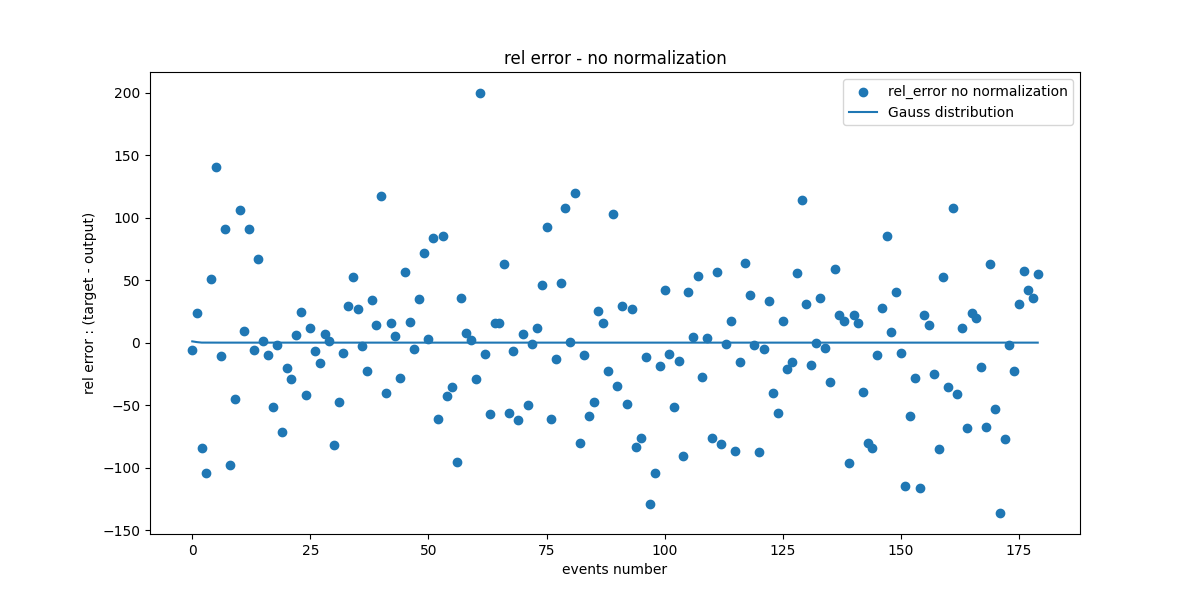 rel error - no normalization
rel_error no normalization
Gauss distribution
200
150
100
50
0
−50
−100
−150
rel error : (target - output)
0 25 50 75 100 125 150 175
events number